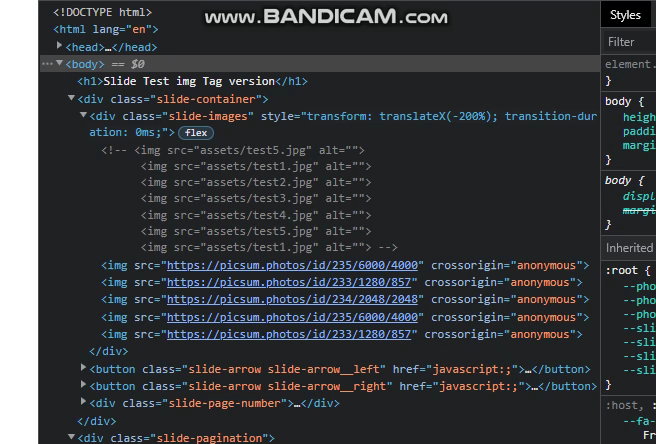 <!DOCTYPE html>
www.BANDICAM.com
<html lang="en">
<head>…</head>
<body> == $0
<h1>Slide Test img Tag version</h1>
<div class="slide-container">
<div class="slide-images" style="transform: translateX(-200%); transition-dur
ation: 0ms;"> flex
<!-- <img src="assets/test5.jpg" alt="">
<img src="assets/test1.jpg" alt="">
<img src="assets/test2.jpg" alt="">
<img src="assets/test3.jpg" alt="">
<img src="assets/test4.jpg" alt="">
<img src="assets/test5.jpg" alt="">
<img src="assets/test1.jpg" alt=""> -->
<img src="https://picsum.photos/id/235/6000/4000" crossorigin="anonymous">
<img src="https://picsum.photos/id/233/1280/857" crossorigin="anonymous">
<img src="https://picsum.photos/id/234/2048/2048" crossorigin="anonymous">
<img src="https://picsum.photos/id/235/6000/4000" crossorigin="anonymous">
<img src="https://picsum.photos/id/233/1280/857" crossorigin="anonymous">
</div>
<button class="slide-arrow slide-arrow__left" href="javascript:;">…</button>
<button class="slide-arrow slide-arrow__right" href="javascript:;">…</button>
<div class="slide-page-number">…</div>
</div>
<div class="slide-pagination">
Styles
Filter
element.
}
body {
heigh
paddi
margi
}
body {
displ
margi
}
Inherited
:root {
--pho
--pho
--pho
--sli
--sli
--sli
--sli
}
:host,
--fa-
Fr